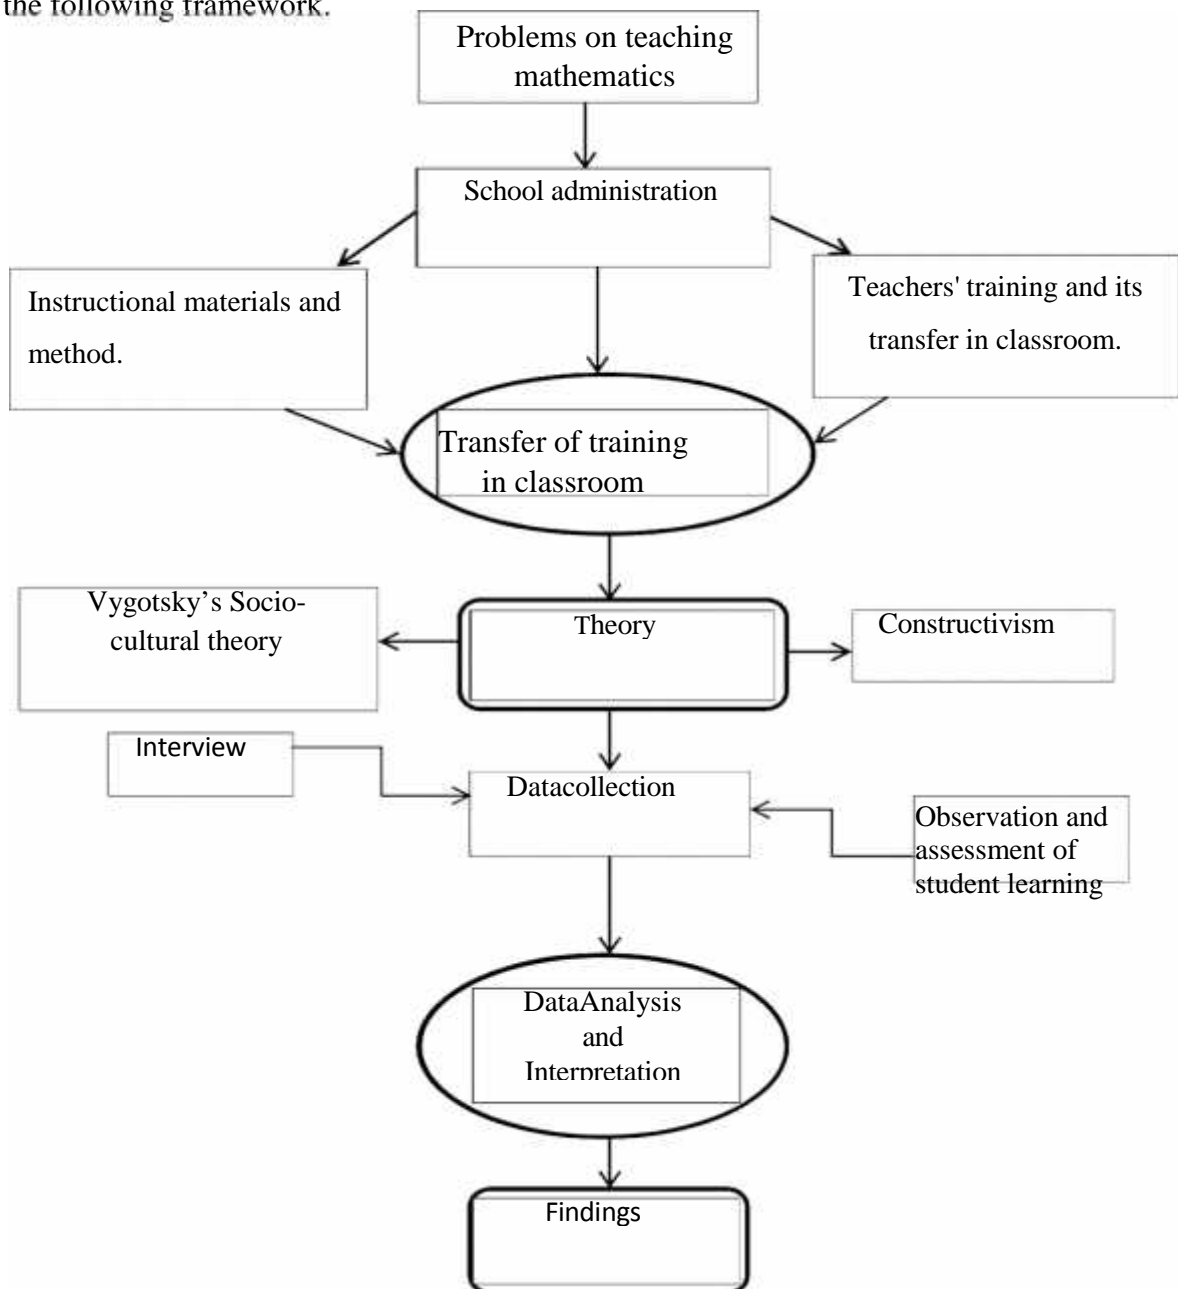 the following framework.
Problems on teaching
mathematics
School administration
Instructional materials and
method.
Teachers' training and its
transfer in classroom.
Transfer of training
in classroom
Vygotsky’s Socio-
cultural theory
Theory
Constructivism
Interview
Datacollection
Observation and
assessment of
student learning
DataAnalysis
and
Interpretation
Findings